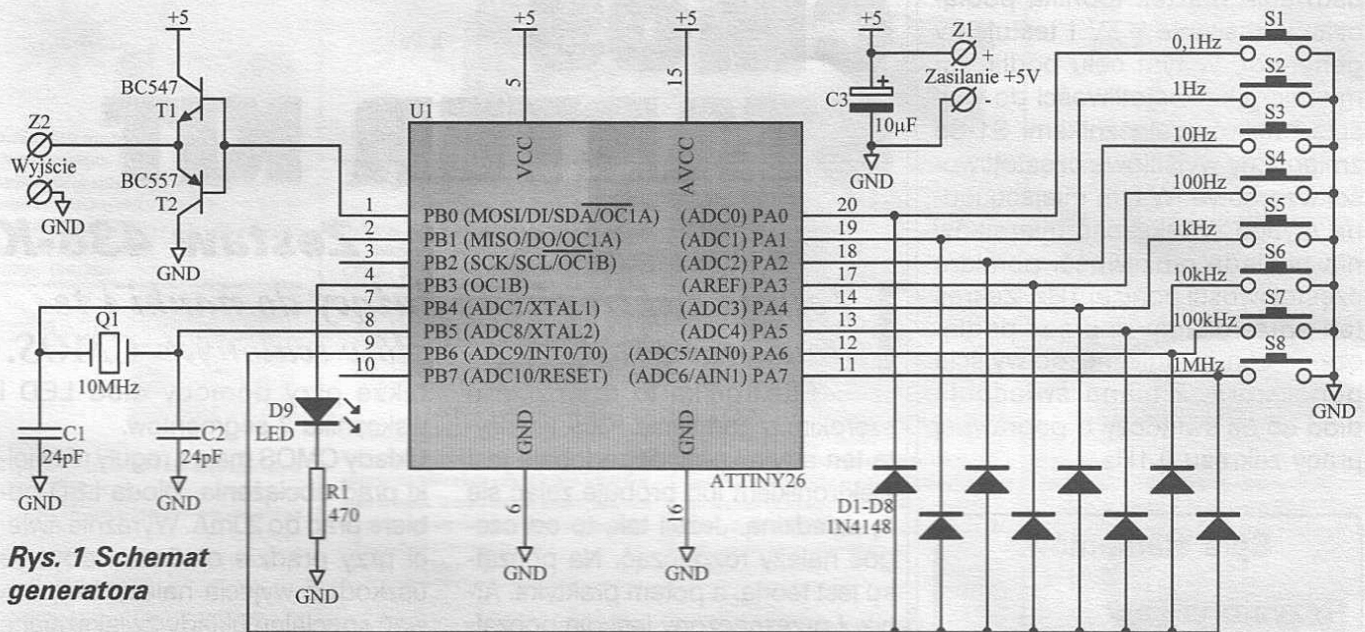 +5
+5
+5
BC547
T1
Z2
Wyjście
BC557
T2
GND
GND
U1
5
VCC
15
AVCC
C3
+
10µF
GND
Z1
+
Zasilanie +5V
-
0,1Hz
S1
1Hz
S2
10Hz
S3
100Hz
S4
1kHz
S5
10kHz
S6
100kHz
S7
1MHz
S8
GND
1 PB0 (MOSI/DI/SDA/OC1A)
2 PB1 (MISO/DO/OC1A)
3 PB2 (SCK/SCL/OC1B)
4 PB3 (OC1B)
7 PB4 (ADC7/XTAL1)
8 PB5 (ADC8/XTAL2)
9 PB6 (ADC9/INT0/T0)
10 PB7 (ADC10/RESET)
(ADC0) PA0 20
(ADC1) PA1 19
(ADC2) PA2 18
(AREF) PA3 17
(ADC3) PA4 14
(ADC4) PA5 13
(ADC5/AIN0) PA6 12
(ADC6/AIN1) PA7 11
GND
6
GND
GND
16
GND
ATTINY26
Q1
10MHz
C1
24pF
GND
C2
24pF
GND
D9
LED
R1
470
GND
D1-D8
1N4148
Rys. 1 Schemat
generatora